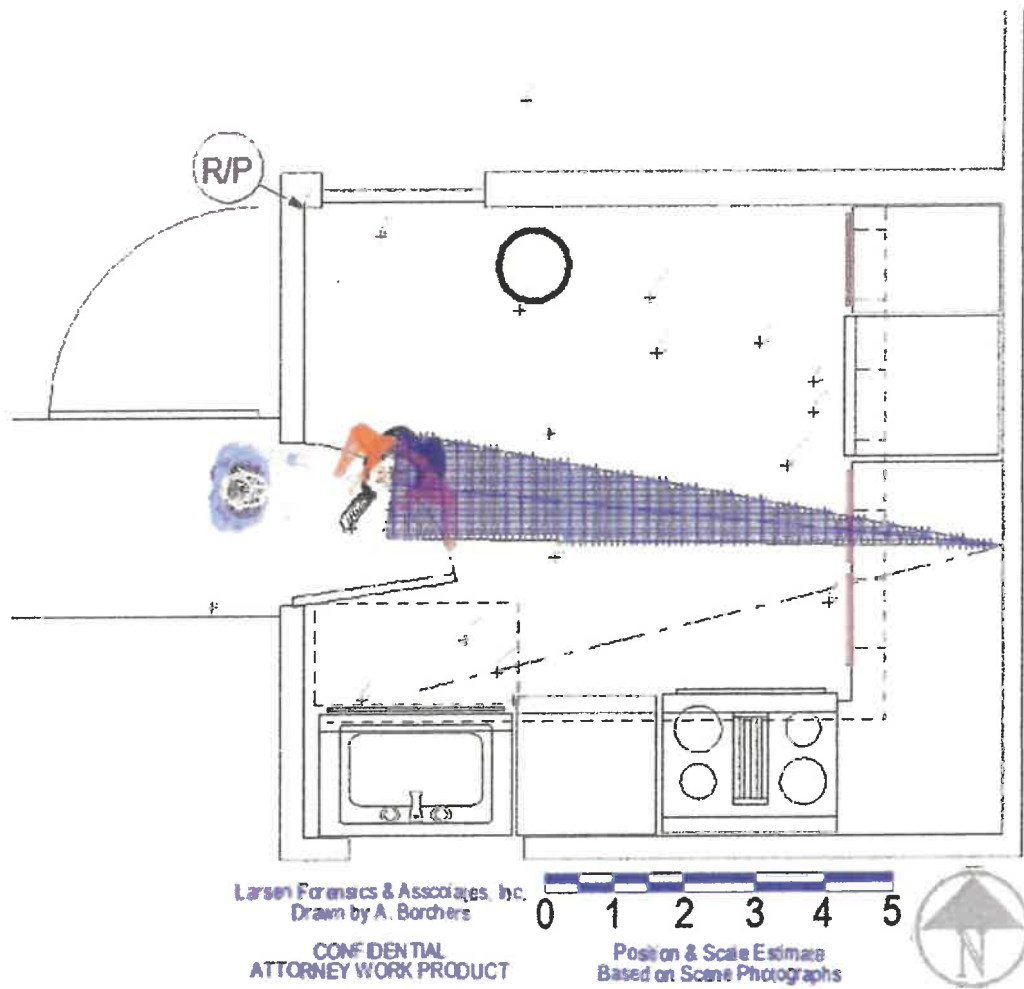 R/P
Larsen Forensics & Asscoiates, Inc.
Drawn by A. Borchers
CONFIDENTIAL
ATTORNEY WORK PRODUCT
0 1 2 3 4 5
Position & Scale Estimate
Based on Scene Photographs
N